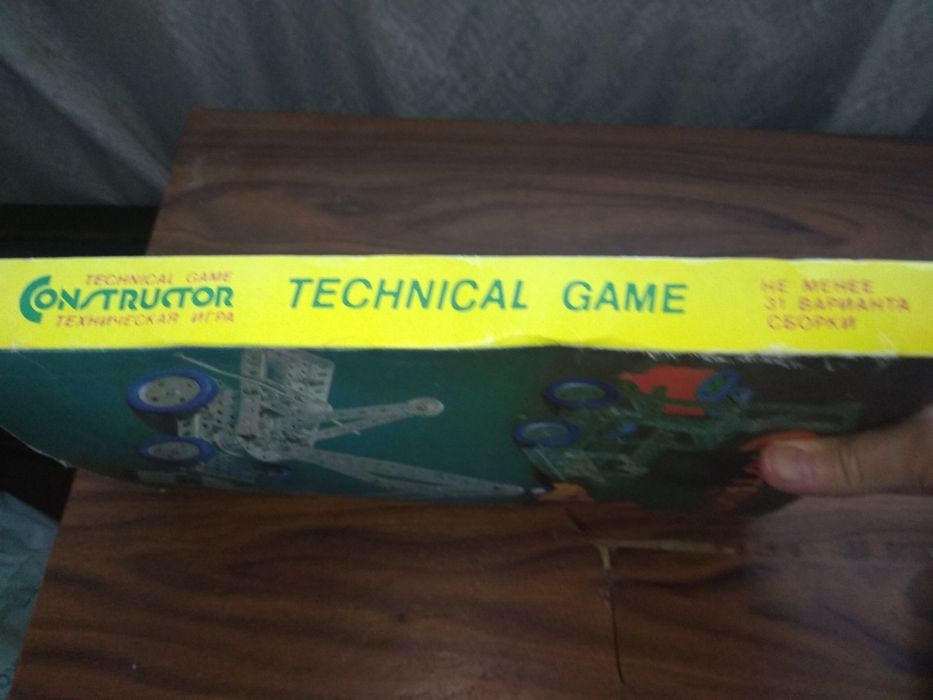 TECHNICAL GAME
CONSTRUCTOR
ТЕХНИЧЕСКАЯ ИГРА
TECHNICAL GAME
НЕ МЕНЕЕ
31 ВАРИАНТА
СБОРКИ